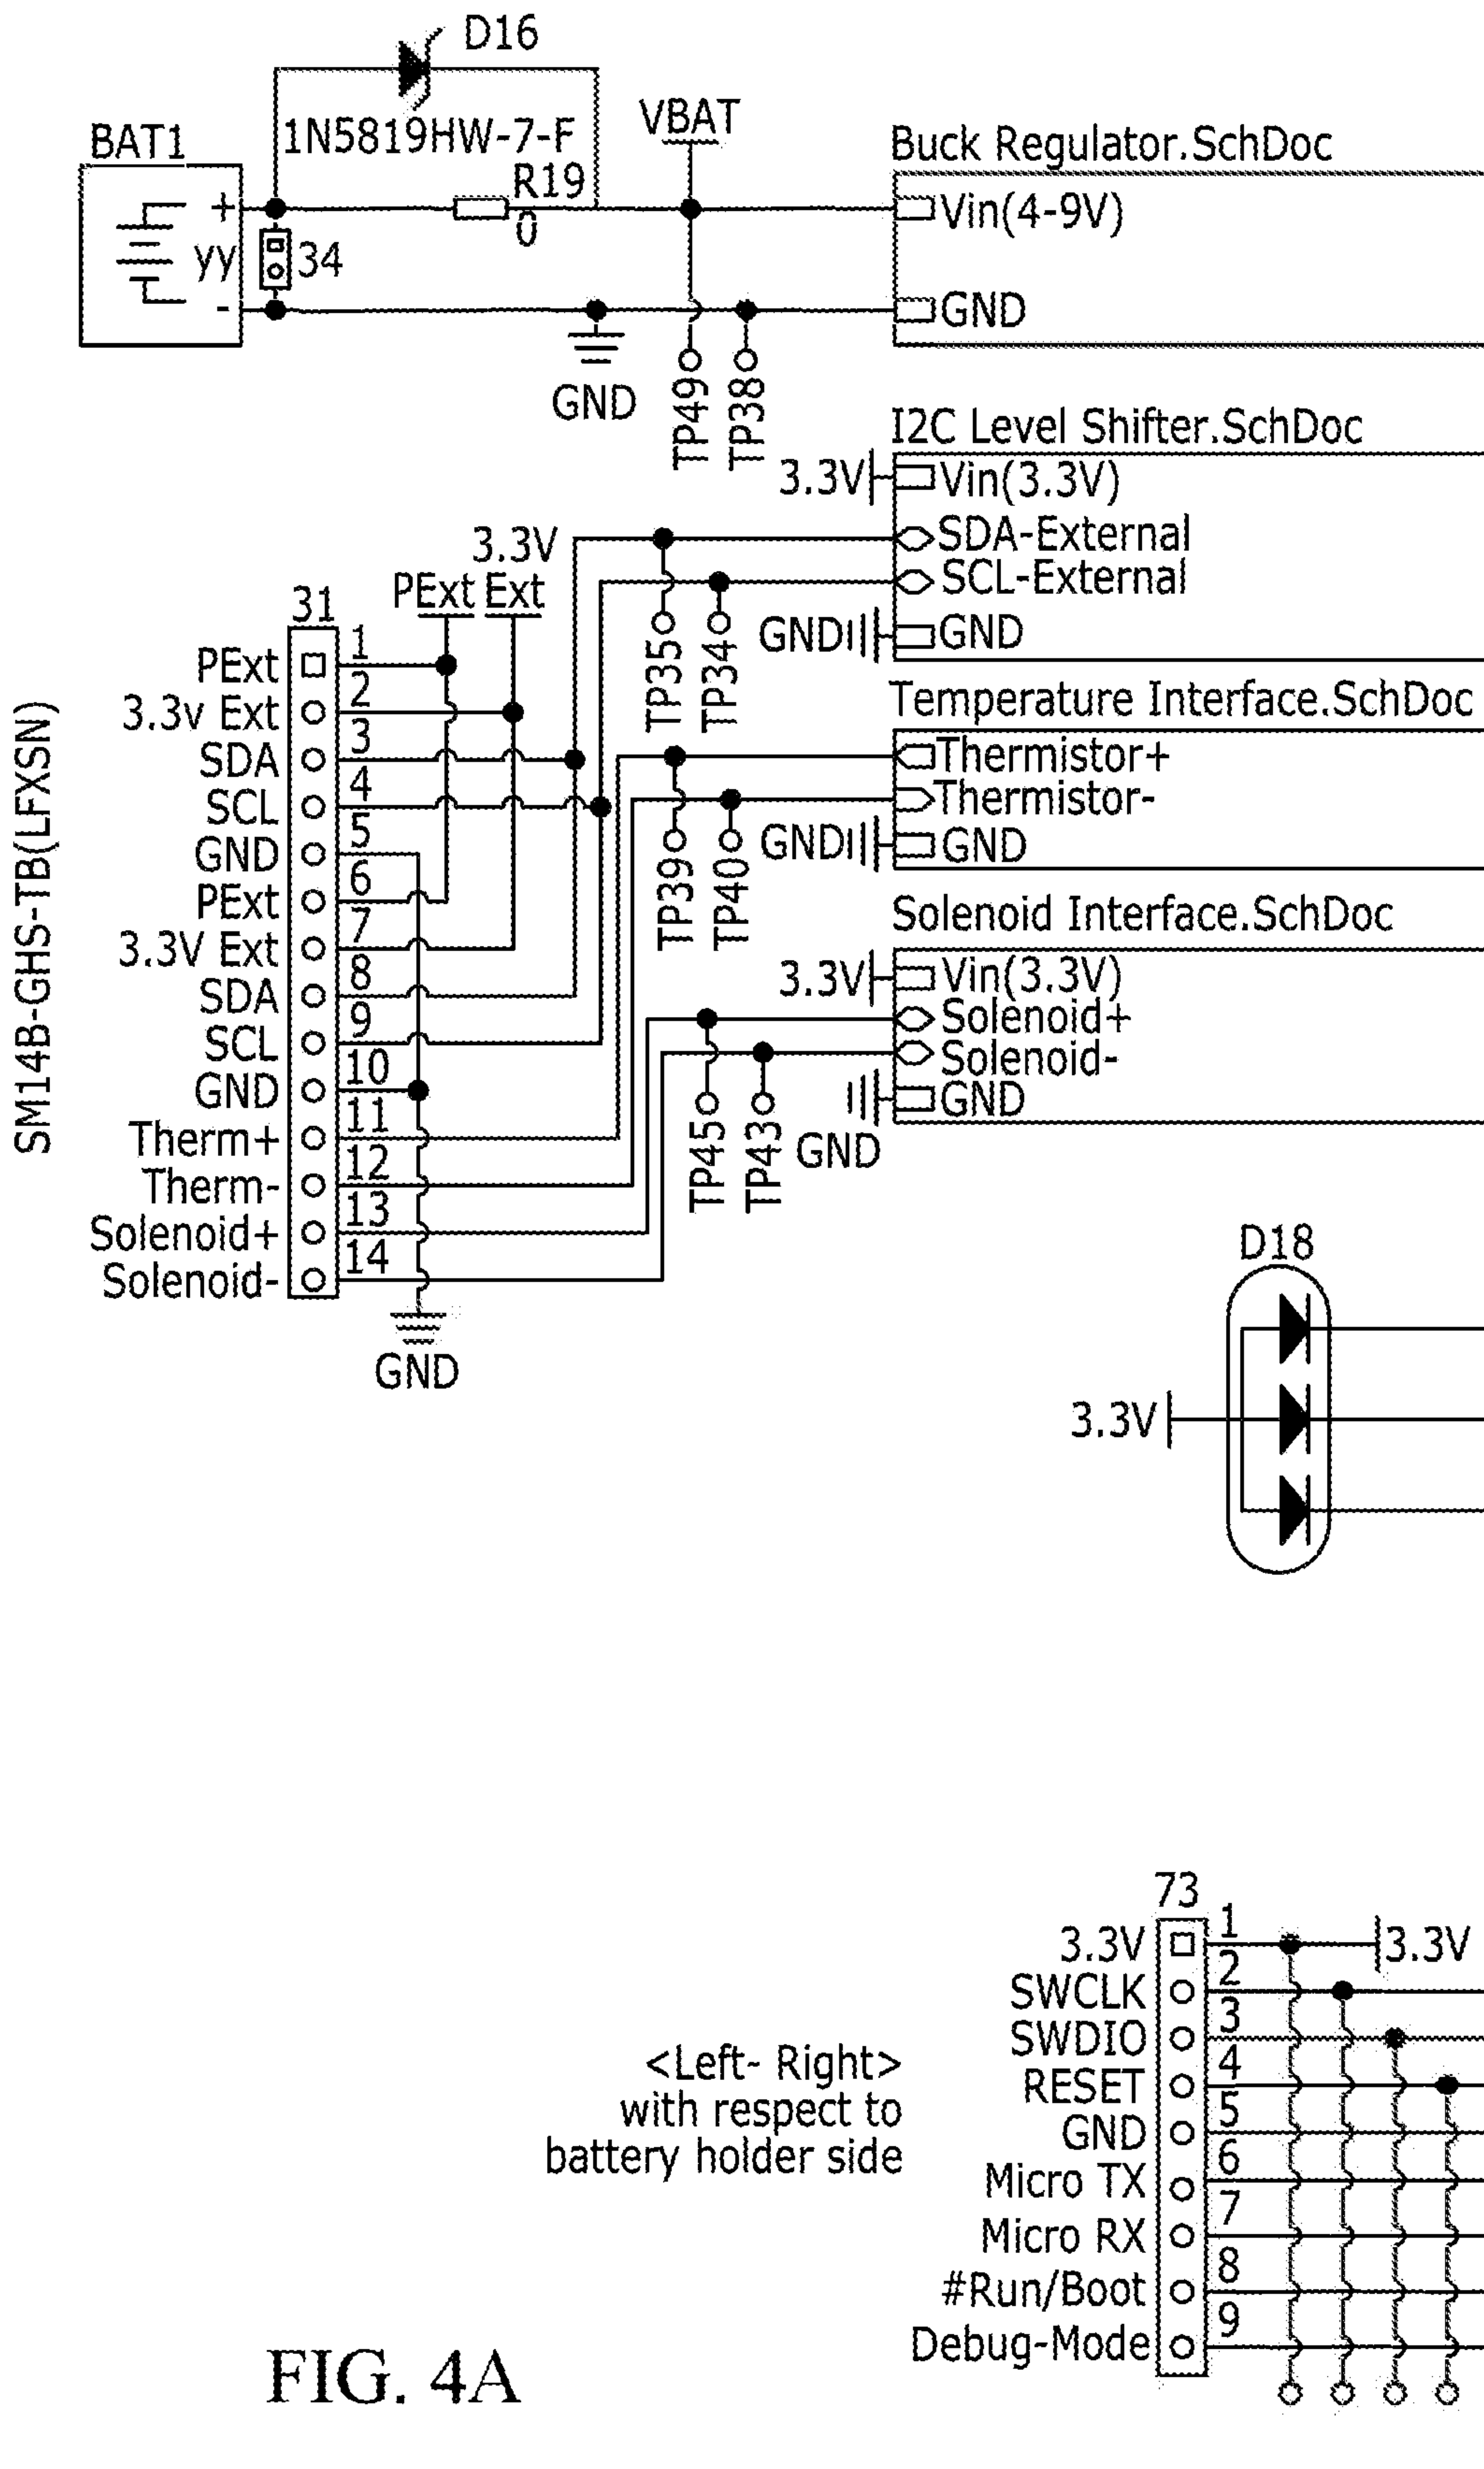 D16
1N5819HW-7-F
BAT1
+
yy
-
34
R19
0
VBAT
GND
TP49
TP38
Buck Regulator.SchDoc
Vin(4-9V)
GND
I2C Level Shifter.SchDoc
3.3V
Vin(3.3V)
SDA-External
SCL-External
GND
GND
TP35
TP34
3.3V
PExt Ext
31
SM14B-GHS-TB(LFXSN)
PExt 1
3.3v Ext 2
SDA 3
SCL 4
GND 5
PExt 6
3.3V Ext 7
SDA 8
SCL 9
GND 10
Therm+ 11
Therm- 12
Solenoid+ 13
Solenoid- 14
GND
Temperature Interface.SchDoc
Thermistor+
Thermistor-
GND
GND
TP39
TP40
Solenoid Interface.SchDoc
3.3V
Vin(3.3V)
Solenoid+
Solenoid-
GND
GND
TP45
TP43
D18
3.3V
73
3.3V 1 3.3V
SWCLK 2
SWDIO 3
RESET 4
GND 5
Micro TX 6
Micro RX 7
#Run/Boot 8
Debug-Mode 9
<Left- Right>
with respect to
battery holder side
FIG. 4A